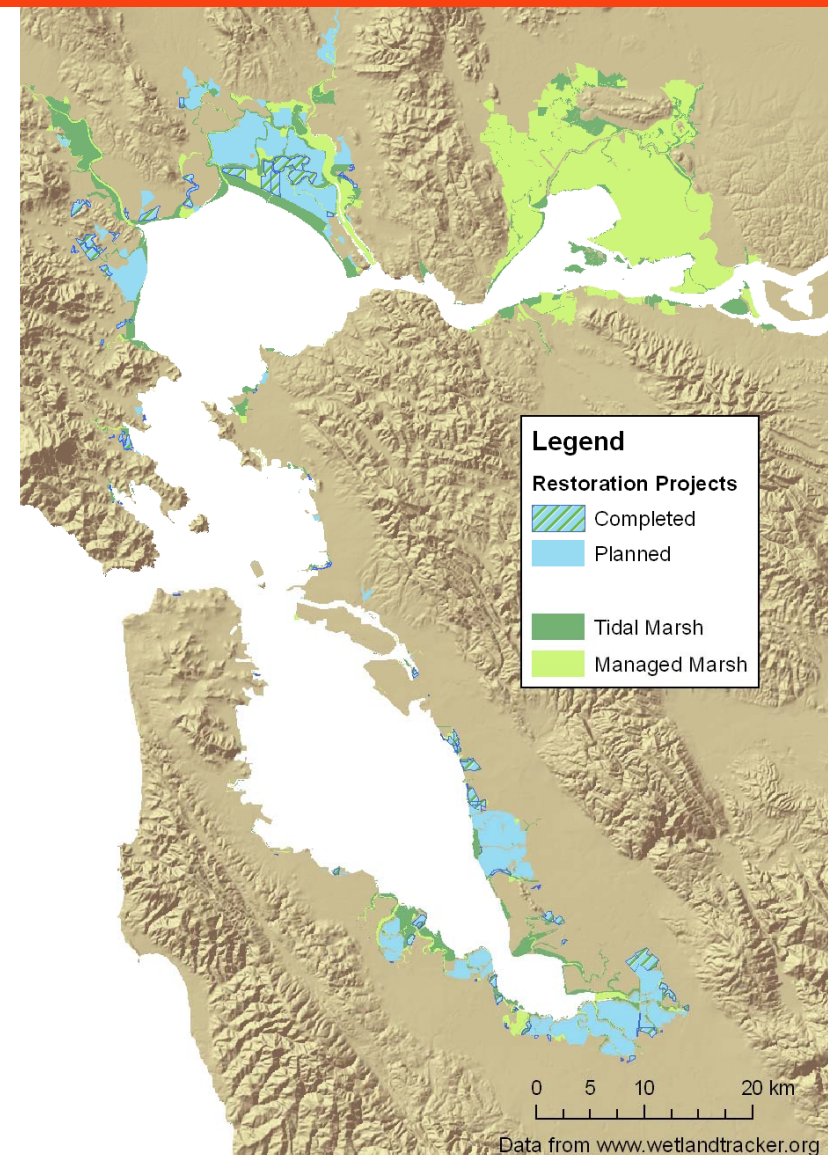 Legend
Restoration Projects
Completed
Planned
Tidal Marsh
Managed Marsh
0 5 10 20 km
Data from www.wetlandtracker.org